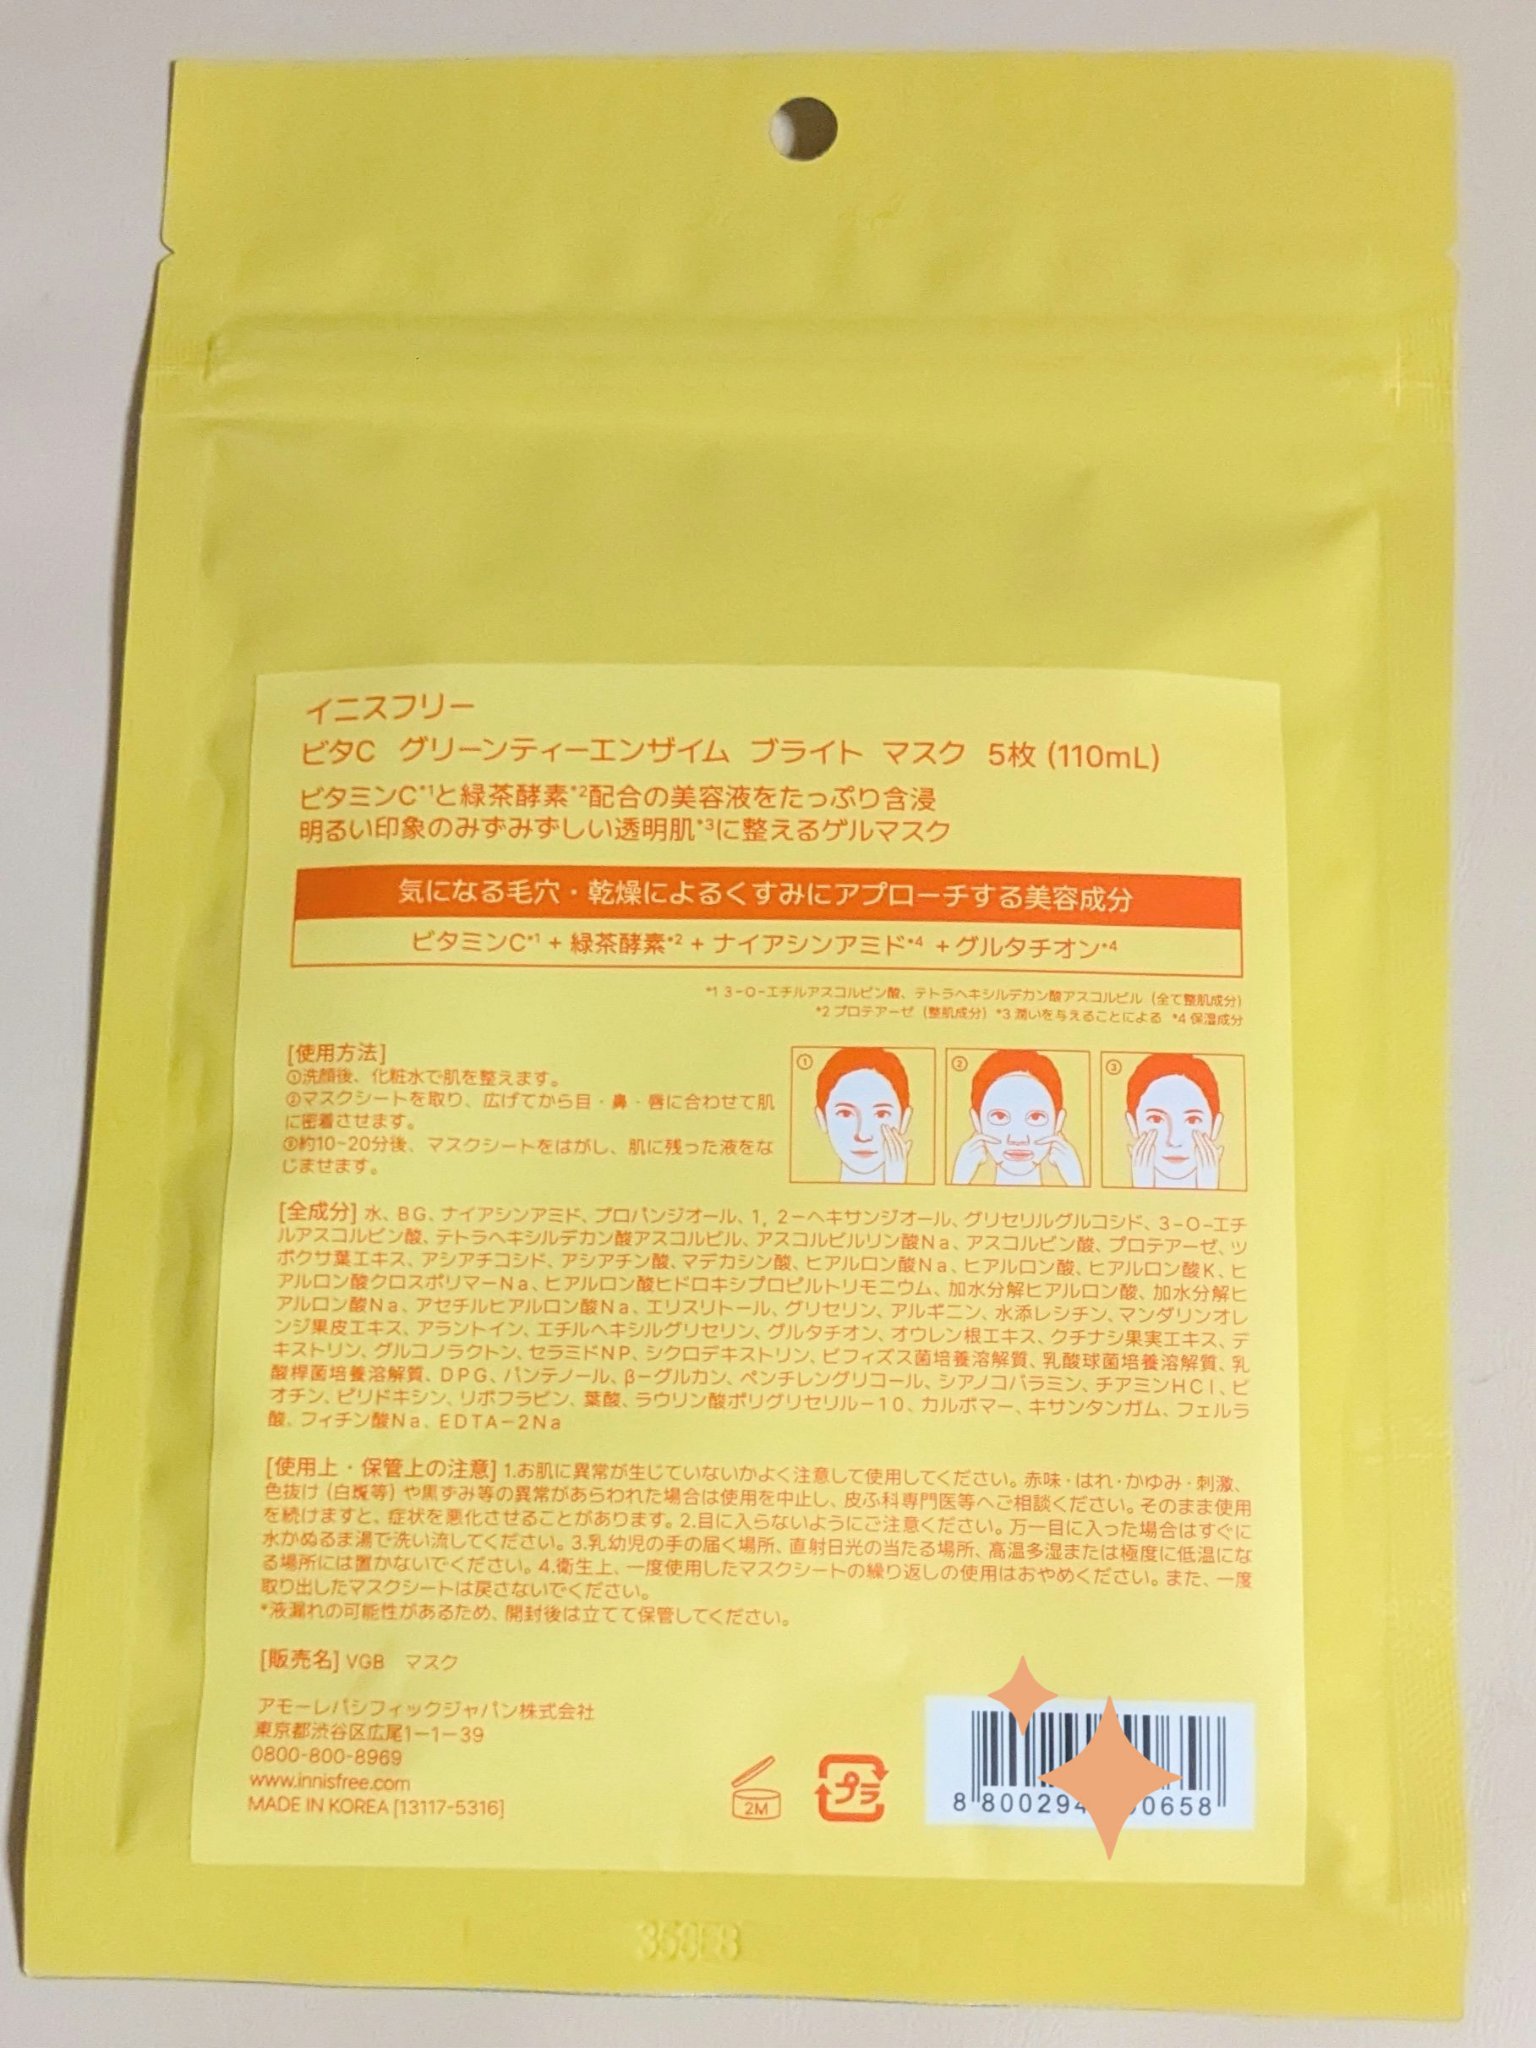 イニスフリー
ビタC グリーンティーエンザイム ブライト マスク 5枚 (110mL)
ビタミンC*1と緑茶酵素*2配合の美容液をたっぷり含浸
明るい印象のみずみずしい透明肌*3に整えるゲルマスク
気になる毛穴・乾燥によるくすみにアプローチする美容成分
ビタミンC*1 + 緑茶酵素*2 + ナイアシンアミド*4 + グルタチオン*4
*1 3-O-エチルアスコルビン酸、テトラヘキシルデカン酸アスコルビル (全て整肌成分)
*2 プロテアーゼ (整肌成分) *3 潤いを与えることによる *4 保湿成分
[使用方法]
①洗顔後、化粧水で肌を整えます。
②マスクシートを取り、広げてから目・鼻・唇に合わせて肌
に密着させます。
③約10~20分後、マスクシートをはがし、肌に残った液をな
じませます。
① ② ③
[全成分] 水、BG、ナイアシンアミド、プロパンジオール、1, 2-ヘキサンジオール、グリセリルグルコシド、3-O-エチ
ルアスコルビン酸、テトラヘキシルデカン酸アスコルビル、アスコルビルリン酸Na、アスコルビン酸、プロテアーゼ、ツ
ボクサ葉エキス、アシアチコシド、アシアチン酸、マデカシン酸、ヒアルロン酸Na、ヒアルロン酸、ヒアルロン酸K、ヒ
アルロン酸クロスポリマーNa、ヒアルロン酸ヒドロキシプロピルトリモニウム、加水分解ヒアルロン酸、加水分解ヒ
アルロン酸Na、アセチルヒアルロン酸Na、エリスリトール、グリセリン、アルギニン、水添レシチン、マンダリンオレ
ンジ果皮エキス、アラントイン、エチルヘキシルグリセリン、グルタチオン、オウレン根エキス、クチナシ果実エキス、デ
キストリン、グルコノラクトン、セラミドNP、シクロデキストリン、ビフィズス菌培養溶解質、乳酸球菌培養溶解質、乳
酸桿菌培養溶解質、DPG、パンテノール、β-グルカン、ペンチレングリコール、シアノコバラミン、チアミンHCl、ビ
オチン、ピリドキシン、リボフラビン、葉酸、ラウリン酸ポリグリセリル-10、カルボマー、キサンタンガム、フェルラ
酸、フィチン酸Na、EDTA-2Na
[使用上・保管上の注意] 1.お肌に異常が生じていないかよく注意して使用してください。赤味・はれ・かゆみ・刺激、
色抜け (白斑等) や黒ずみ等の異常があらわれた場合は使用を中止し、皮ふ科専門医等へご相談ください。そのまま使用
を続けますと、症状を悪化させることがあります。2.目に入らないようにご注意ください。万一目に入った場合はすぐに
水かぬるま湯で洗い流してください。3.乳幼児の手の届く場所、直射日光の当たる場所、高温多湿または極度に低温にな
る場所には置かないでください。4.衛生上、一度使用したマスクシートの繰り返しの使用はおやめください。また、一度
取り出したマスクシートは戻さないでください。
*液漏れの可能性があるため、開封後は立てて保管してください。
[販売名] VGB マスク
アモーレパシフィックジャパン株式会社
東京都渋谷区広尾1-1-39
0800-800-8969
www.innisfree.com
MADE IN KOREA [13117-5316]
2M
プラ
8 800294 0658